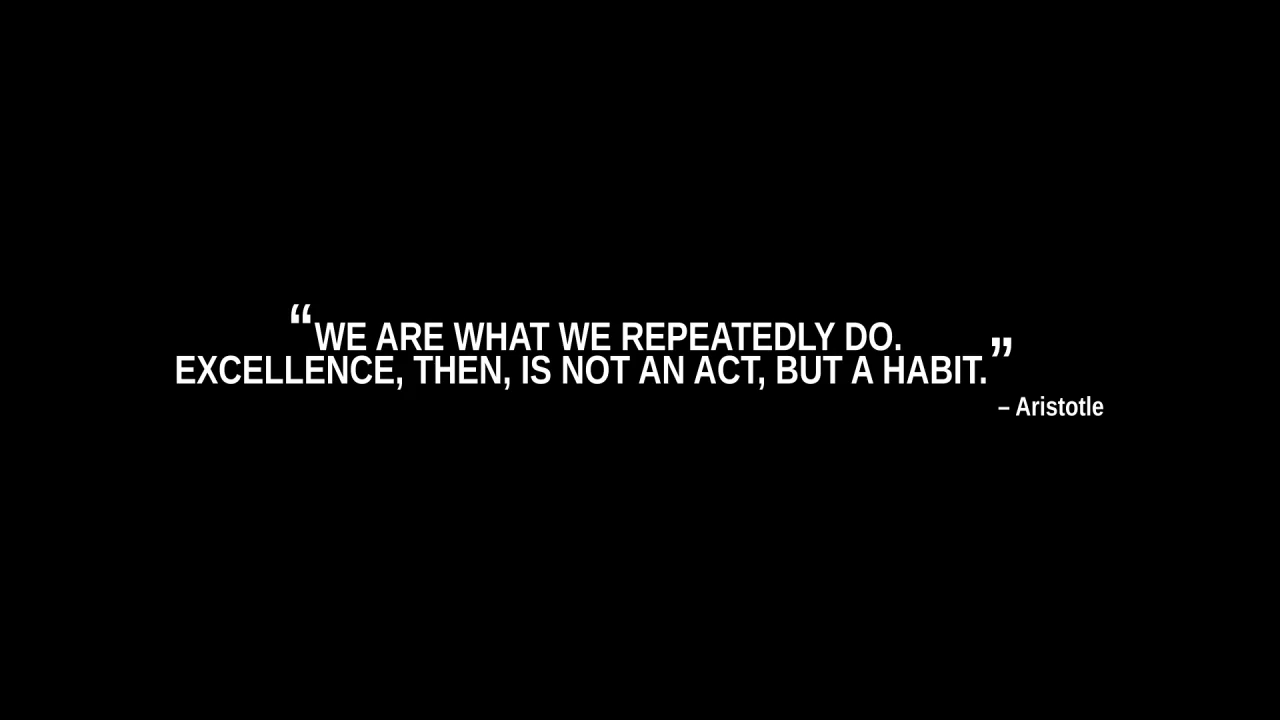 “WE ARE WHAT WE REPEATEDLY DO.
EXCELLENCE, THEN, IS NOT AN ACT, BUT A HABIT.”
– Aristotle